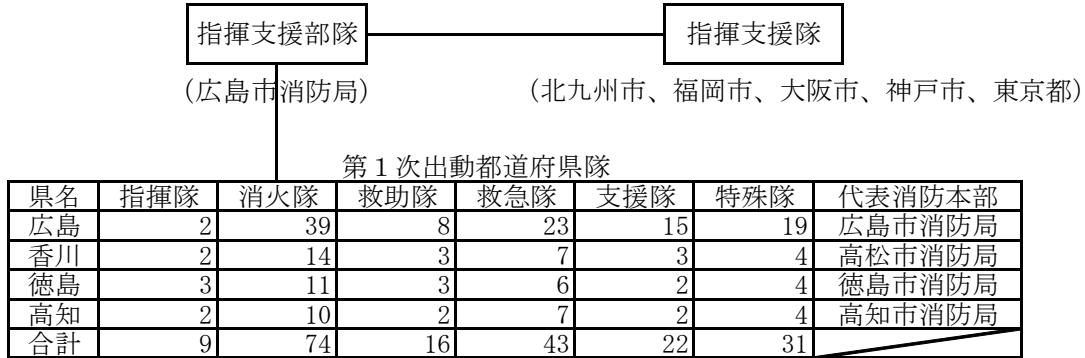 指揮支援部隊 指揮支援隊
（広島市消防局） （北九州市、福岡市、大阪市、神戸市、東京都）
第１次出動都道府県隊
県名 指揮隊 消火隊 救助隊 救急隊 支援隊 特殊隊 代表消防本部
広島 2 39 8 23 15 19 広島市消防局
香川 2 14 3 7 3 4 高松市消防局
徳島 3 11 3 6 2 4 徳島市消防局
高知 2 10 2 7 2 4 高知市消防局
合計 9 74 16 43 22 31